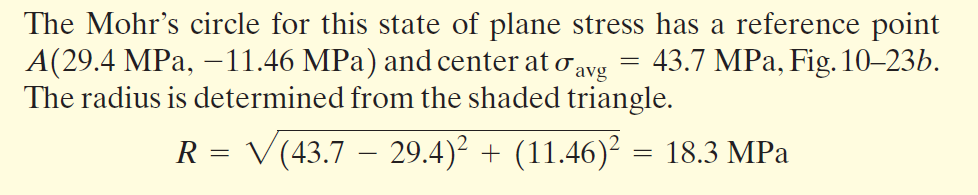 The Mohr’s circle for this state of plane stress has a reference point
A(29.4 MPa, −11.46 MPa) and center at σavg = 43.7 MPa, Fig. 10–23b.
The radius is determined from the shaded triangle.
R = √(43.7 − 29.4)² + (11.46)² = 18.3 MPa